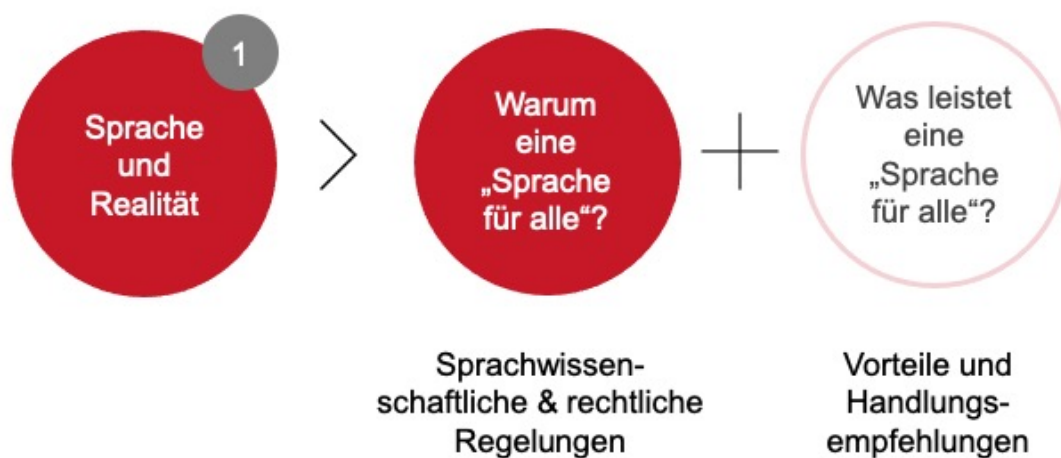 1
Sprache
und
Realität
Warum
eine
„Sprache
für alle“?
Was leistet
eine
„Sprache
für alle“?
Sprachwissen-
schaftliche & rechtliche
Regelungen
Vorteile und
Handlungs-
empfehlungen